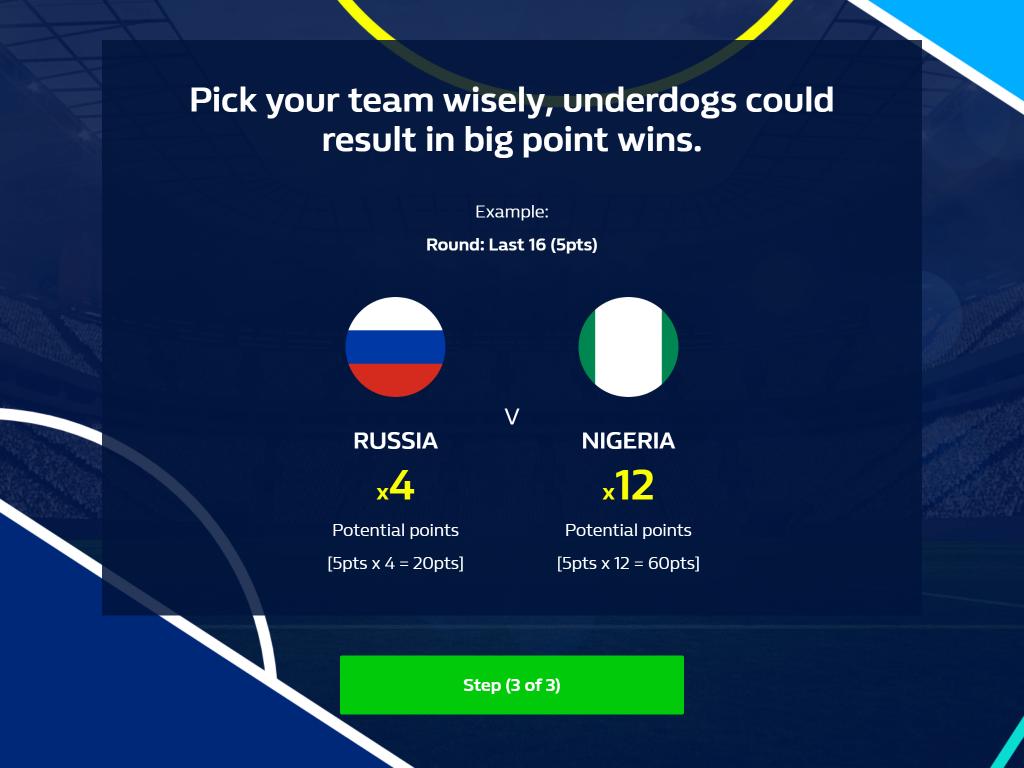 Pick your team wisely, underdogs could
result in big point wins.
Example:
Round: Last 16 (5pts)
V
RUSSIA
x4
Potential points
[5pts x 4 = 20pts]
NIGERIA
x12
Potential points
[5pts x 12 = 60pts]
Step (3 of 3)